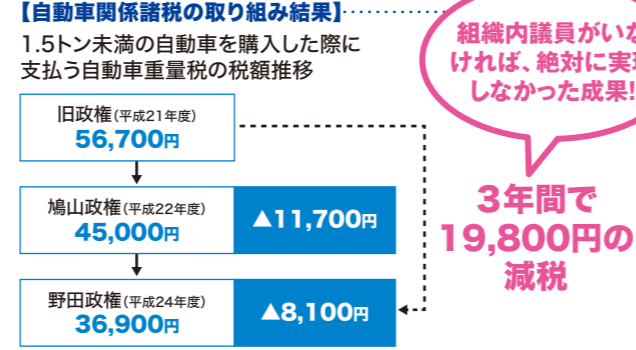 【自動車関係諸税の取り組み結果】
1.5トン未満の自動車を購入した際に
支払う自動車重量税の税額推移
旧政権(平成21年度)
56,700円
鳩山政権(平成22年度)
45,000円
▲11,700円
野田政権(平成24年度)
36,900円
▲8,100円
組織内議員がいな
ければ、絶対に実現
しなかった成果!
3年間で
19,800円の
減税